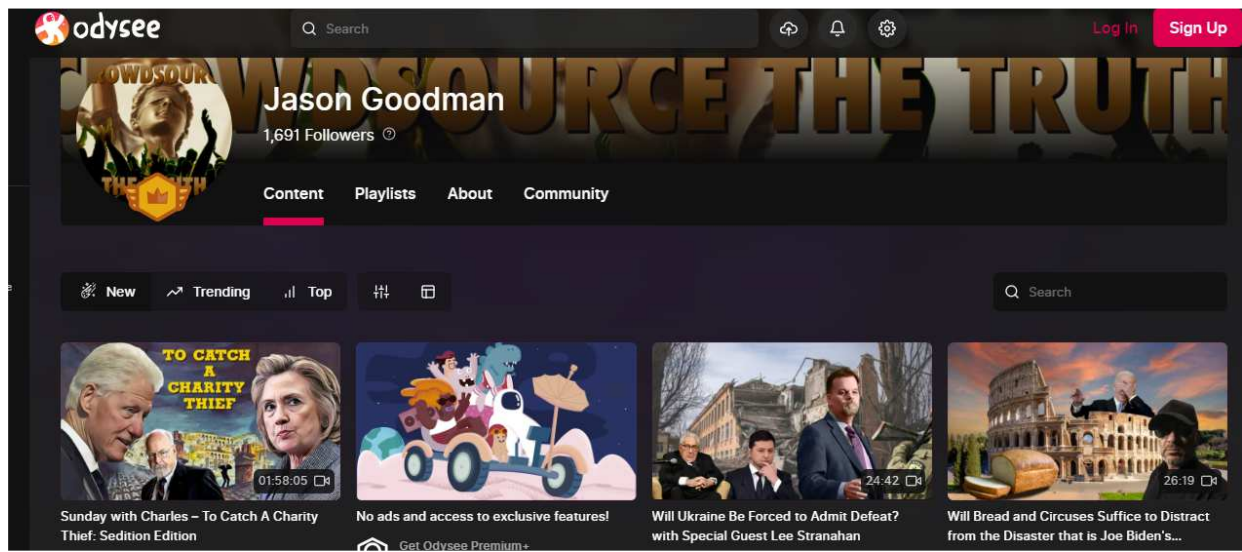 odysee
Search
Log In
Sign Up
CROWDSOURCE THE TRUTH
Jason Goodman
1,691 Followers
THE TRUTH
Content
Playlists
About
Community
New
Trending
Top
Search
TO CATCH
A
CHARITY
THIEF
01:58:05
24:42
26:19
Sunday with Charles – To Catch A Charity
Thief: Sedition Edition
No ads and access to exclusive features!
Get Odysee Premium+
Will Ukraine Be Forced to Admit Defeat?
with Special Guest Lee Stranahan
Will Bread and Circuses Suffice to Distract
from the Disaster that is Joe Biden's...